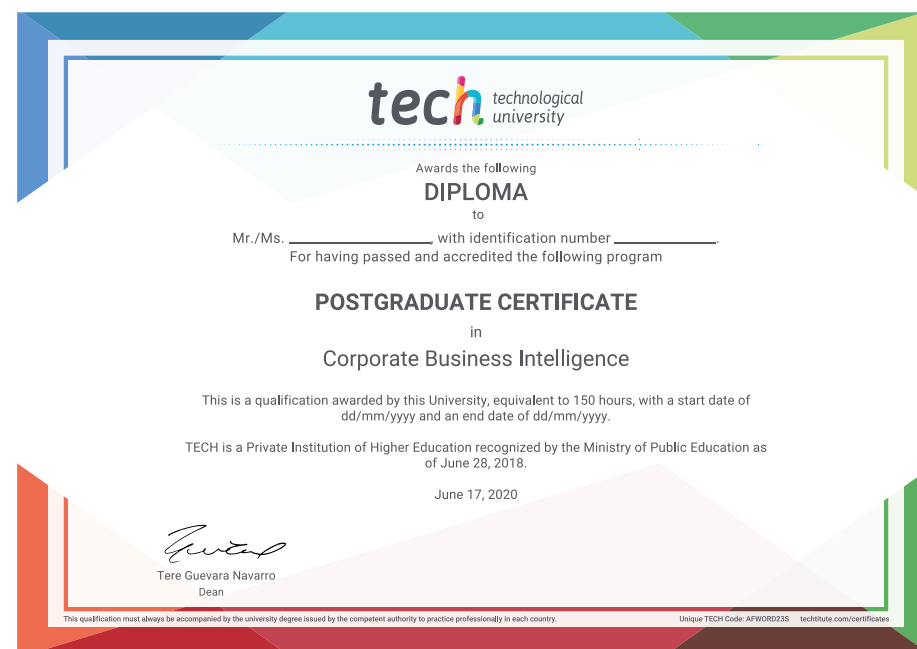 tech technological
university
Awards the following
DIPLOMA
to
Mr./Ms. ____________, with identification number ____________.
For having passed and accredited the following program
POSTGRADUATE CERTIFICATE
in
Corporate Business Intelligence
This is a qualification awarded by this University, equivalent to 150 hours, with a start date of
dd/mm/yyyy and an end date of dd/mm/yyyy.
TECH is a Private Institution of Higher Education recognized by the Ministry of Public Education as
of June 28, 2018.
June 17, 2020
Tere Guevara Navarro
Dean
This qualification must always be accompanied by the university degree issued by the competent authority to practice professionally in each country. Unique TECH Code: AFWORD23S techtitute.com/certificates